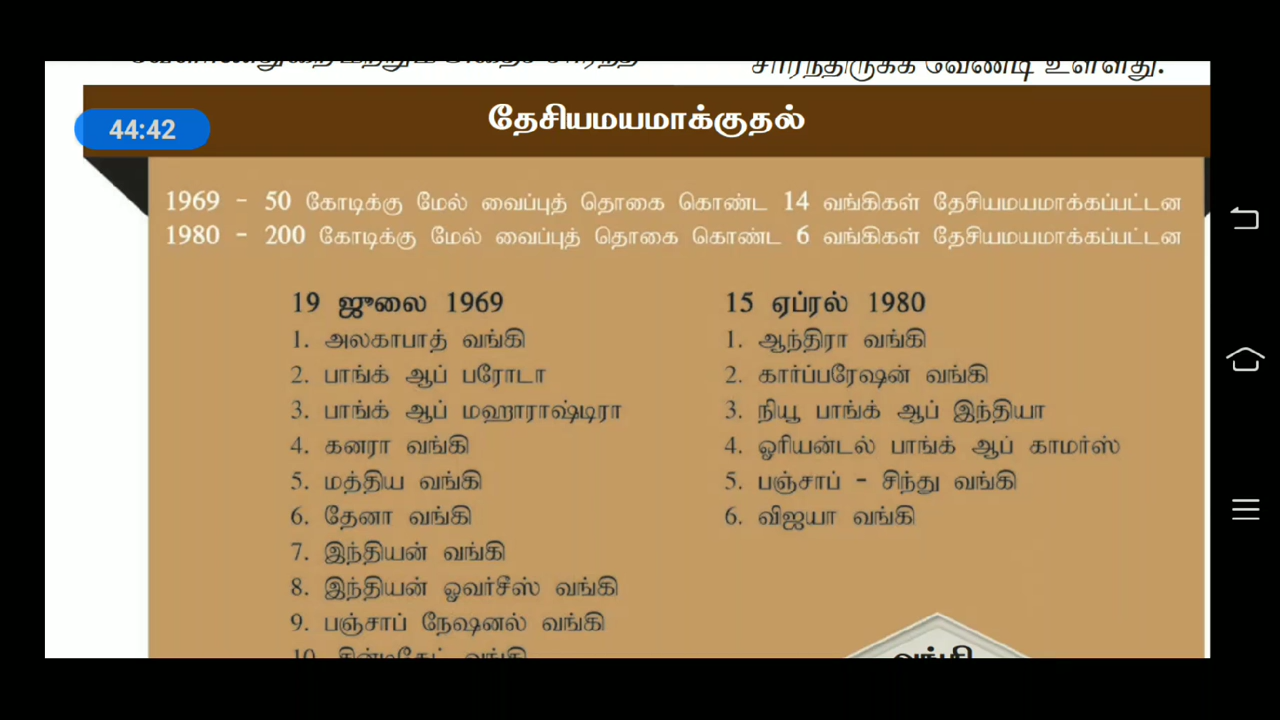 சார்ந்திருக்க வேண்டி உள்ளது.
தேசியமயமாக்குதல்
44:42
1969 - 50 கோடிக்கு மேல் வைப்புத் தொகை கொண்ட 14 வங்கிகள் தேசியமயமாக்கப்பட்டன
1980 - 200 கோடிக்கு மேல் வைப்புத் தொகை கொண்ட 6 வங்கிகள் தேசியமயமாக்கப்பட்டன
19 ஜுலை 1969
1. அலகாபாத் வங்கி
2. பாங்க் ஆப் பரோடா
3. பாங்க் ஆப் மஹாராஷ்டிரா
4. கனரா வங்கி
5. மத்திய வங்கி
6. தேனா வங்கி
7. இந்தியன் வங்கி
8. இந்தியன் ஓவர்சீஸ் வங்கி
9. பஞ்சாப் நேஷனல் வங்கி
10. சிண்டிகேட் வங்கி
15 ஏப்ரல் 1980
1. ஆந்திரா வங்கி
2. கார்ப்பரேஷன் வங்கி
3. நியூ பாங்க் ஆப் இந்தியா
4. ஓரியன்டல் பாங்க் ஆப் காமர்ஸ்
5. பஞ்சாப் - சிந்து வங்கி
6. விஜயா வங்கி
வங்கி